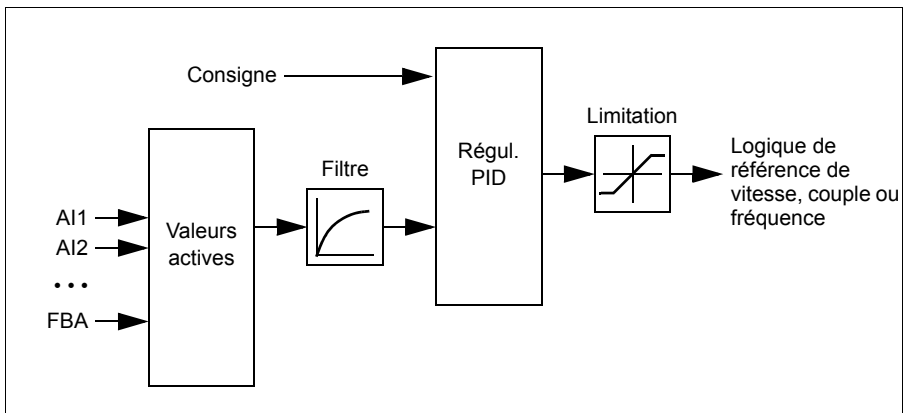 Consigne
Limitation
Régul.
PID
Logique de
référence de
vitesse, couple ou
fréquence
Filtre
AI1
AI2
Valeurs
actives
•••
FBA